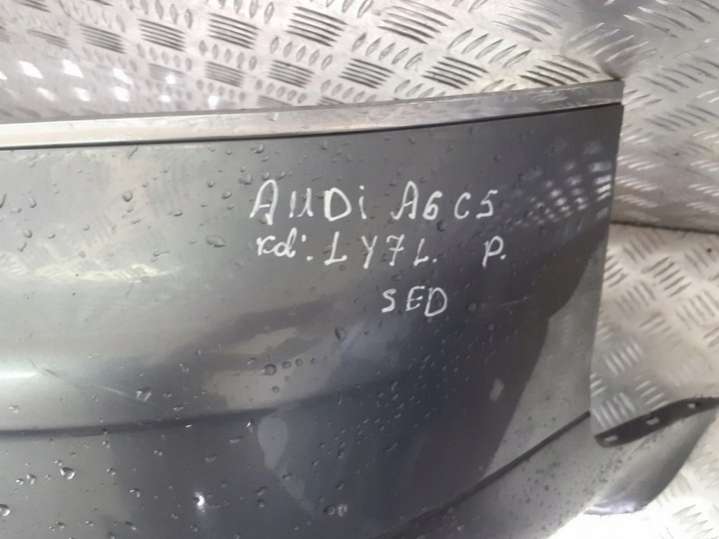 AUDi A6 C5
kd: LY7L. P.
SED